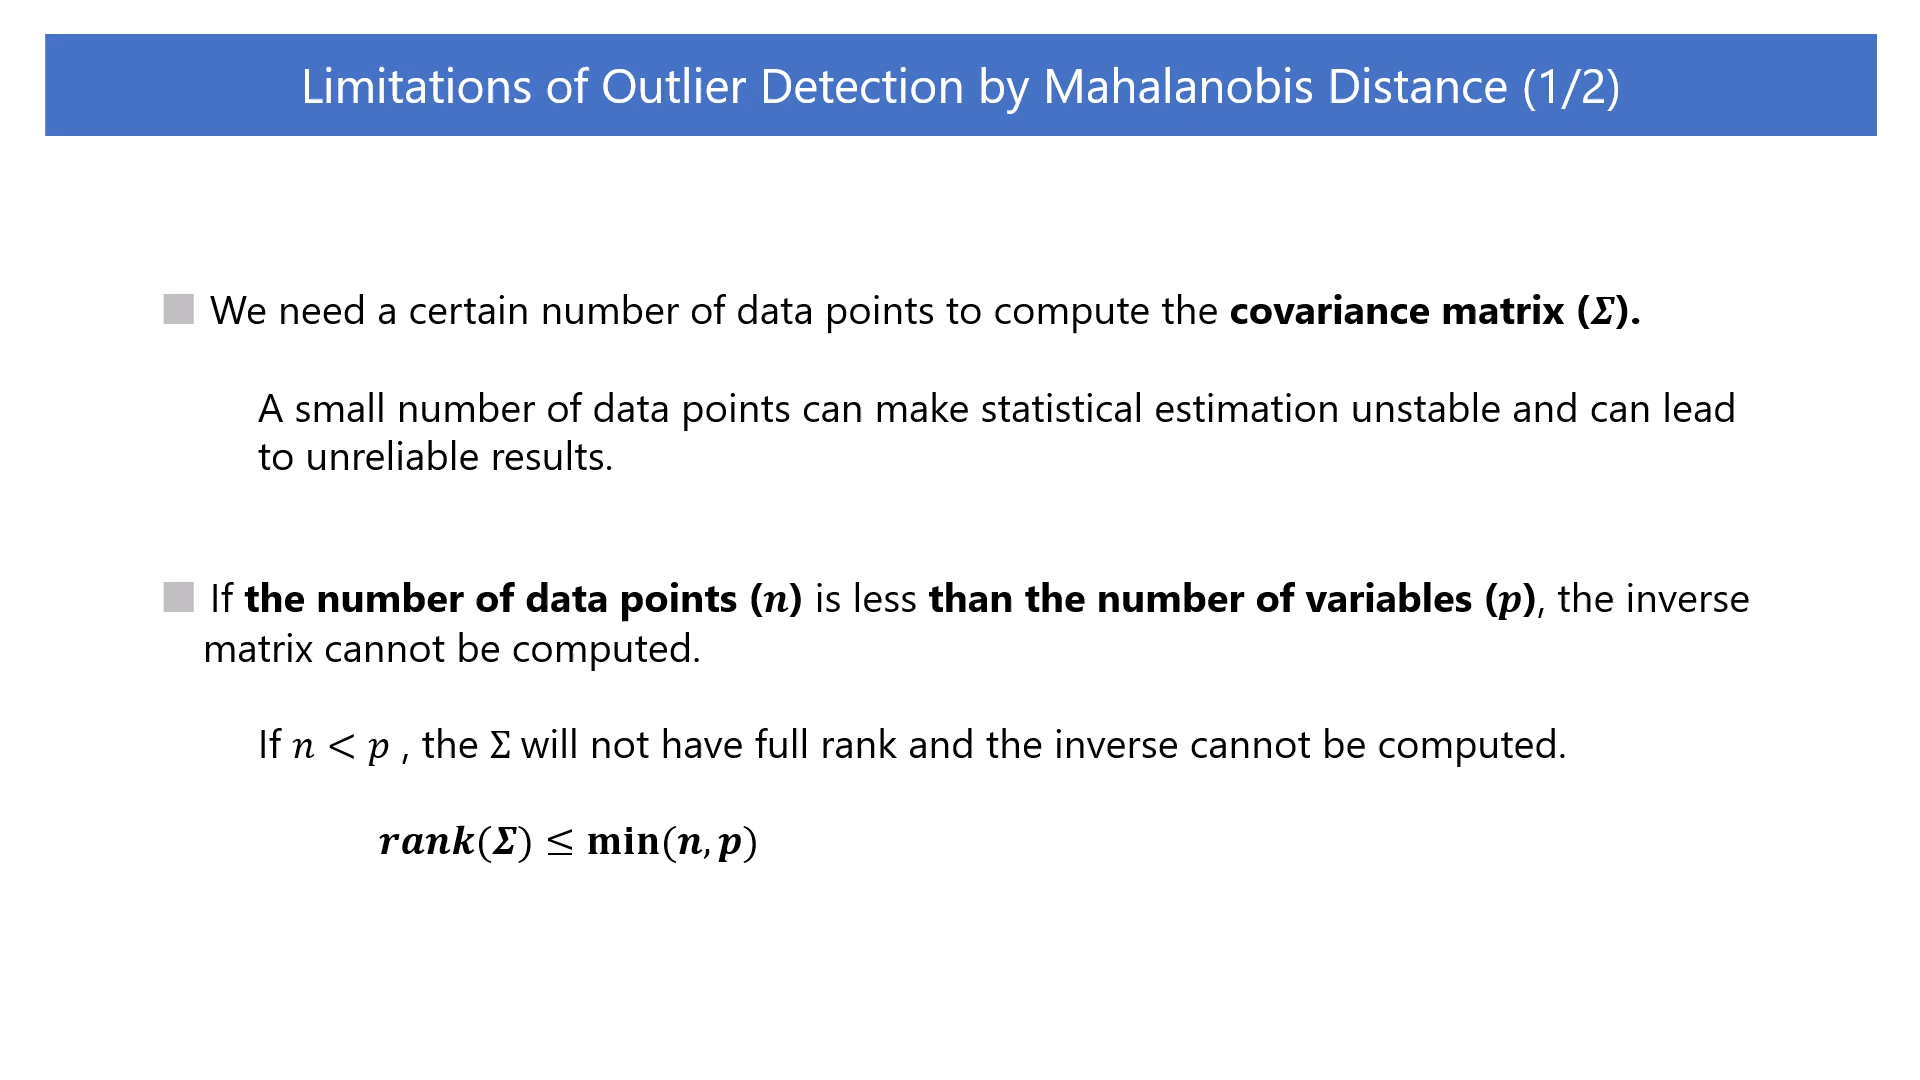 Limitations of Outlier Detection by Mahalanobis Distance (1/2)
We need a certain number of data points to compute the covariance matrix (Σ).
A small number of data points can make statistical estimation unstable and can lead
to unreliable results.
If the number of data points (n) is less than the number of variables (p), the inverse
matrix cannot be computed.
If n < p , the Σ will not have full rank and the inverse cannot be computed.
rank(Σ) ≤ min(n, p)